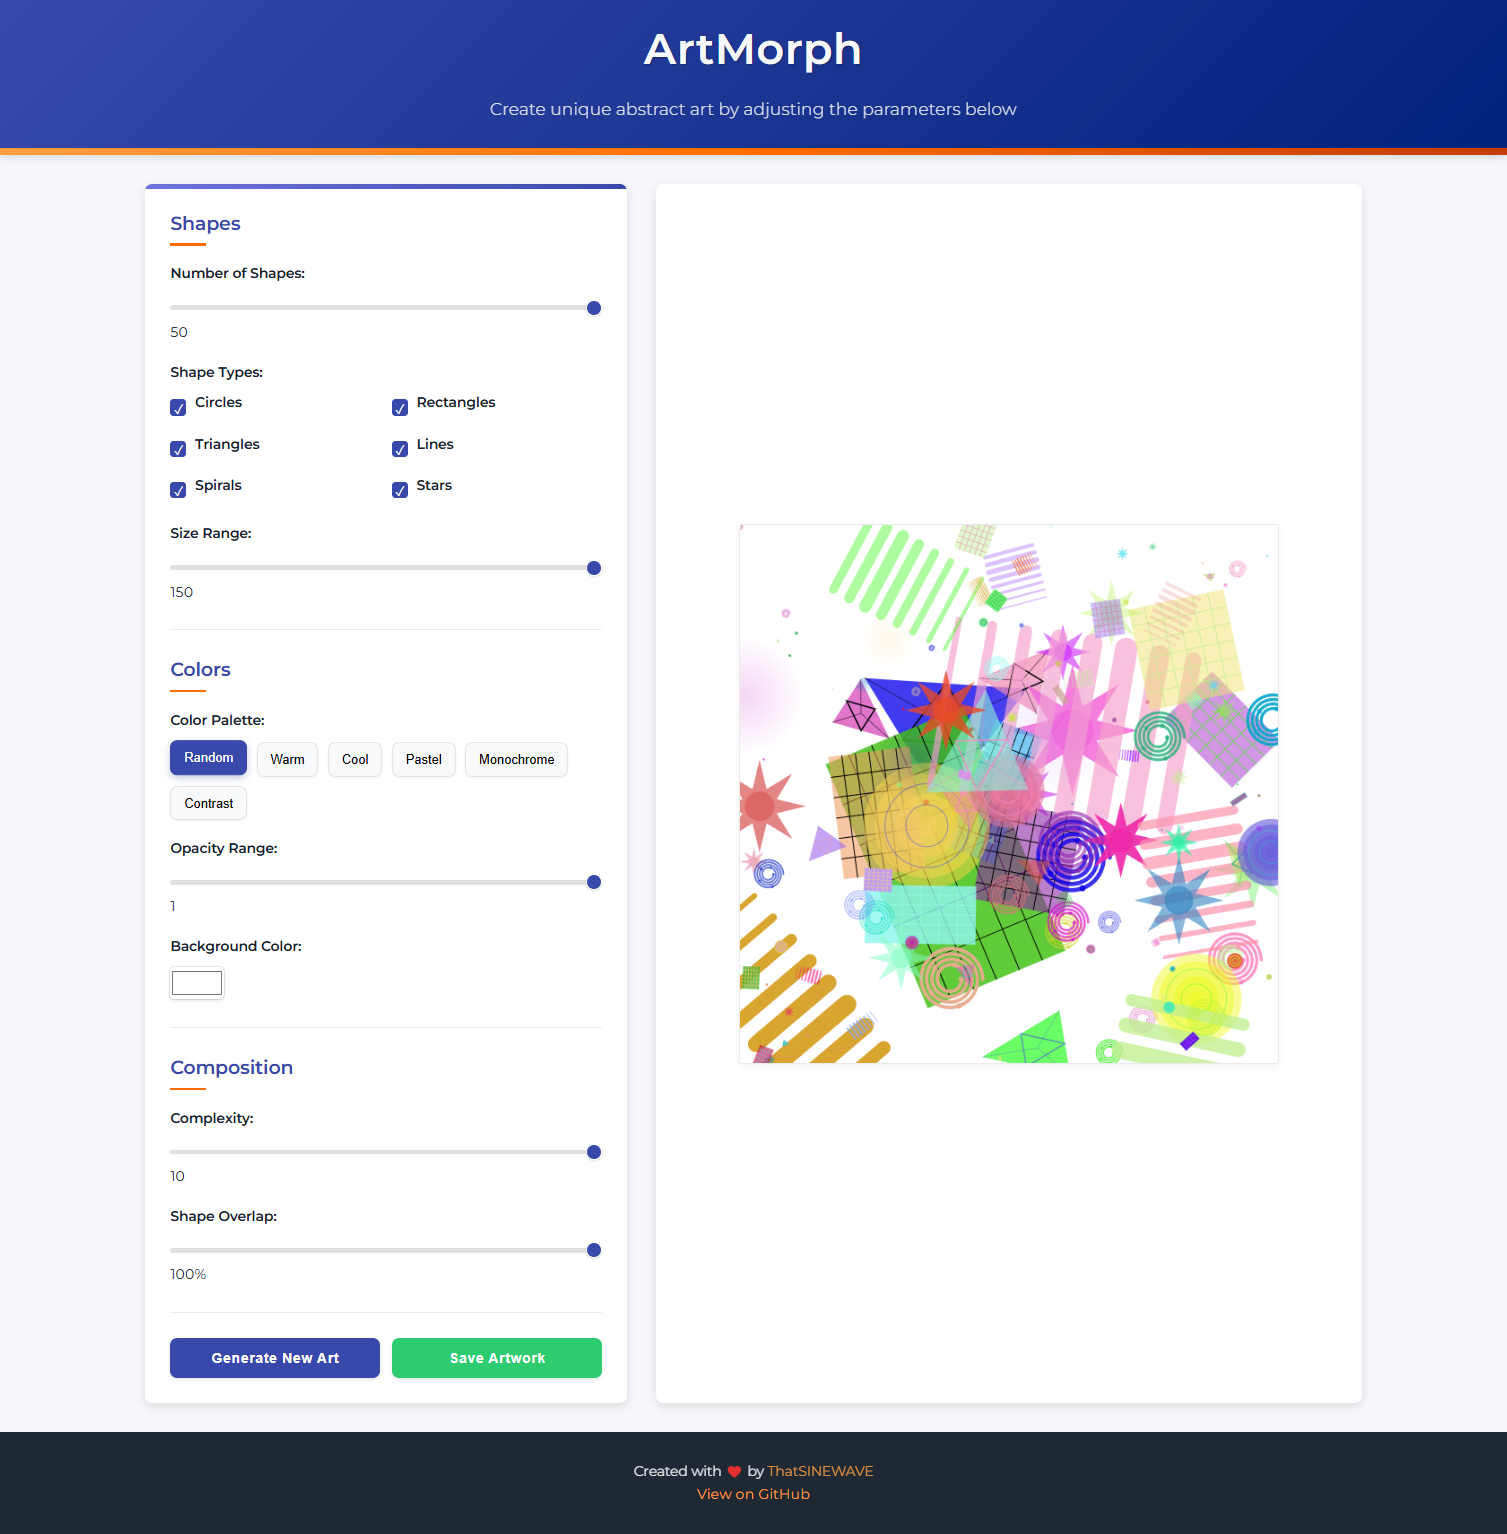 ArtMorph
Create unique abstract art by adjusting the parameters below
Shapes
Number of Shapes:
50
Shape Types:
Circles
Rectangles
Triangles
Lines
Spirals
Stars
Size Range:
150
Colors
Color Palette:
Random
Warm
Cool
Pastel
Monochrome
Contrast
Opacity Range:
1
Background Color:
Composition
Complexity:
10
Shape Overlap:
100%
Generate New Art
Save Artwork
Created with ❤️ by ThatSINEWAVE
View on GitHub